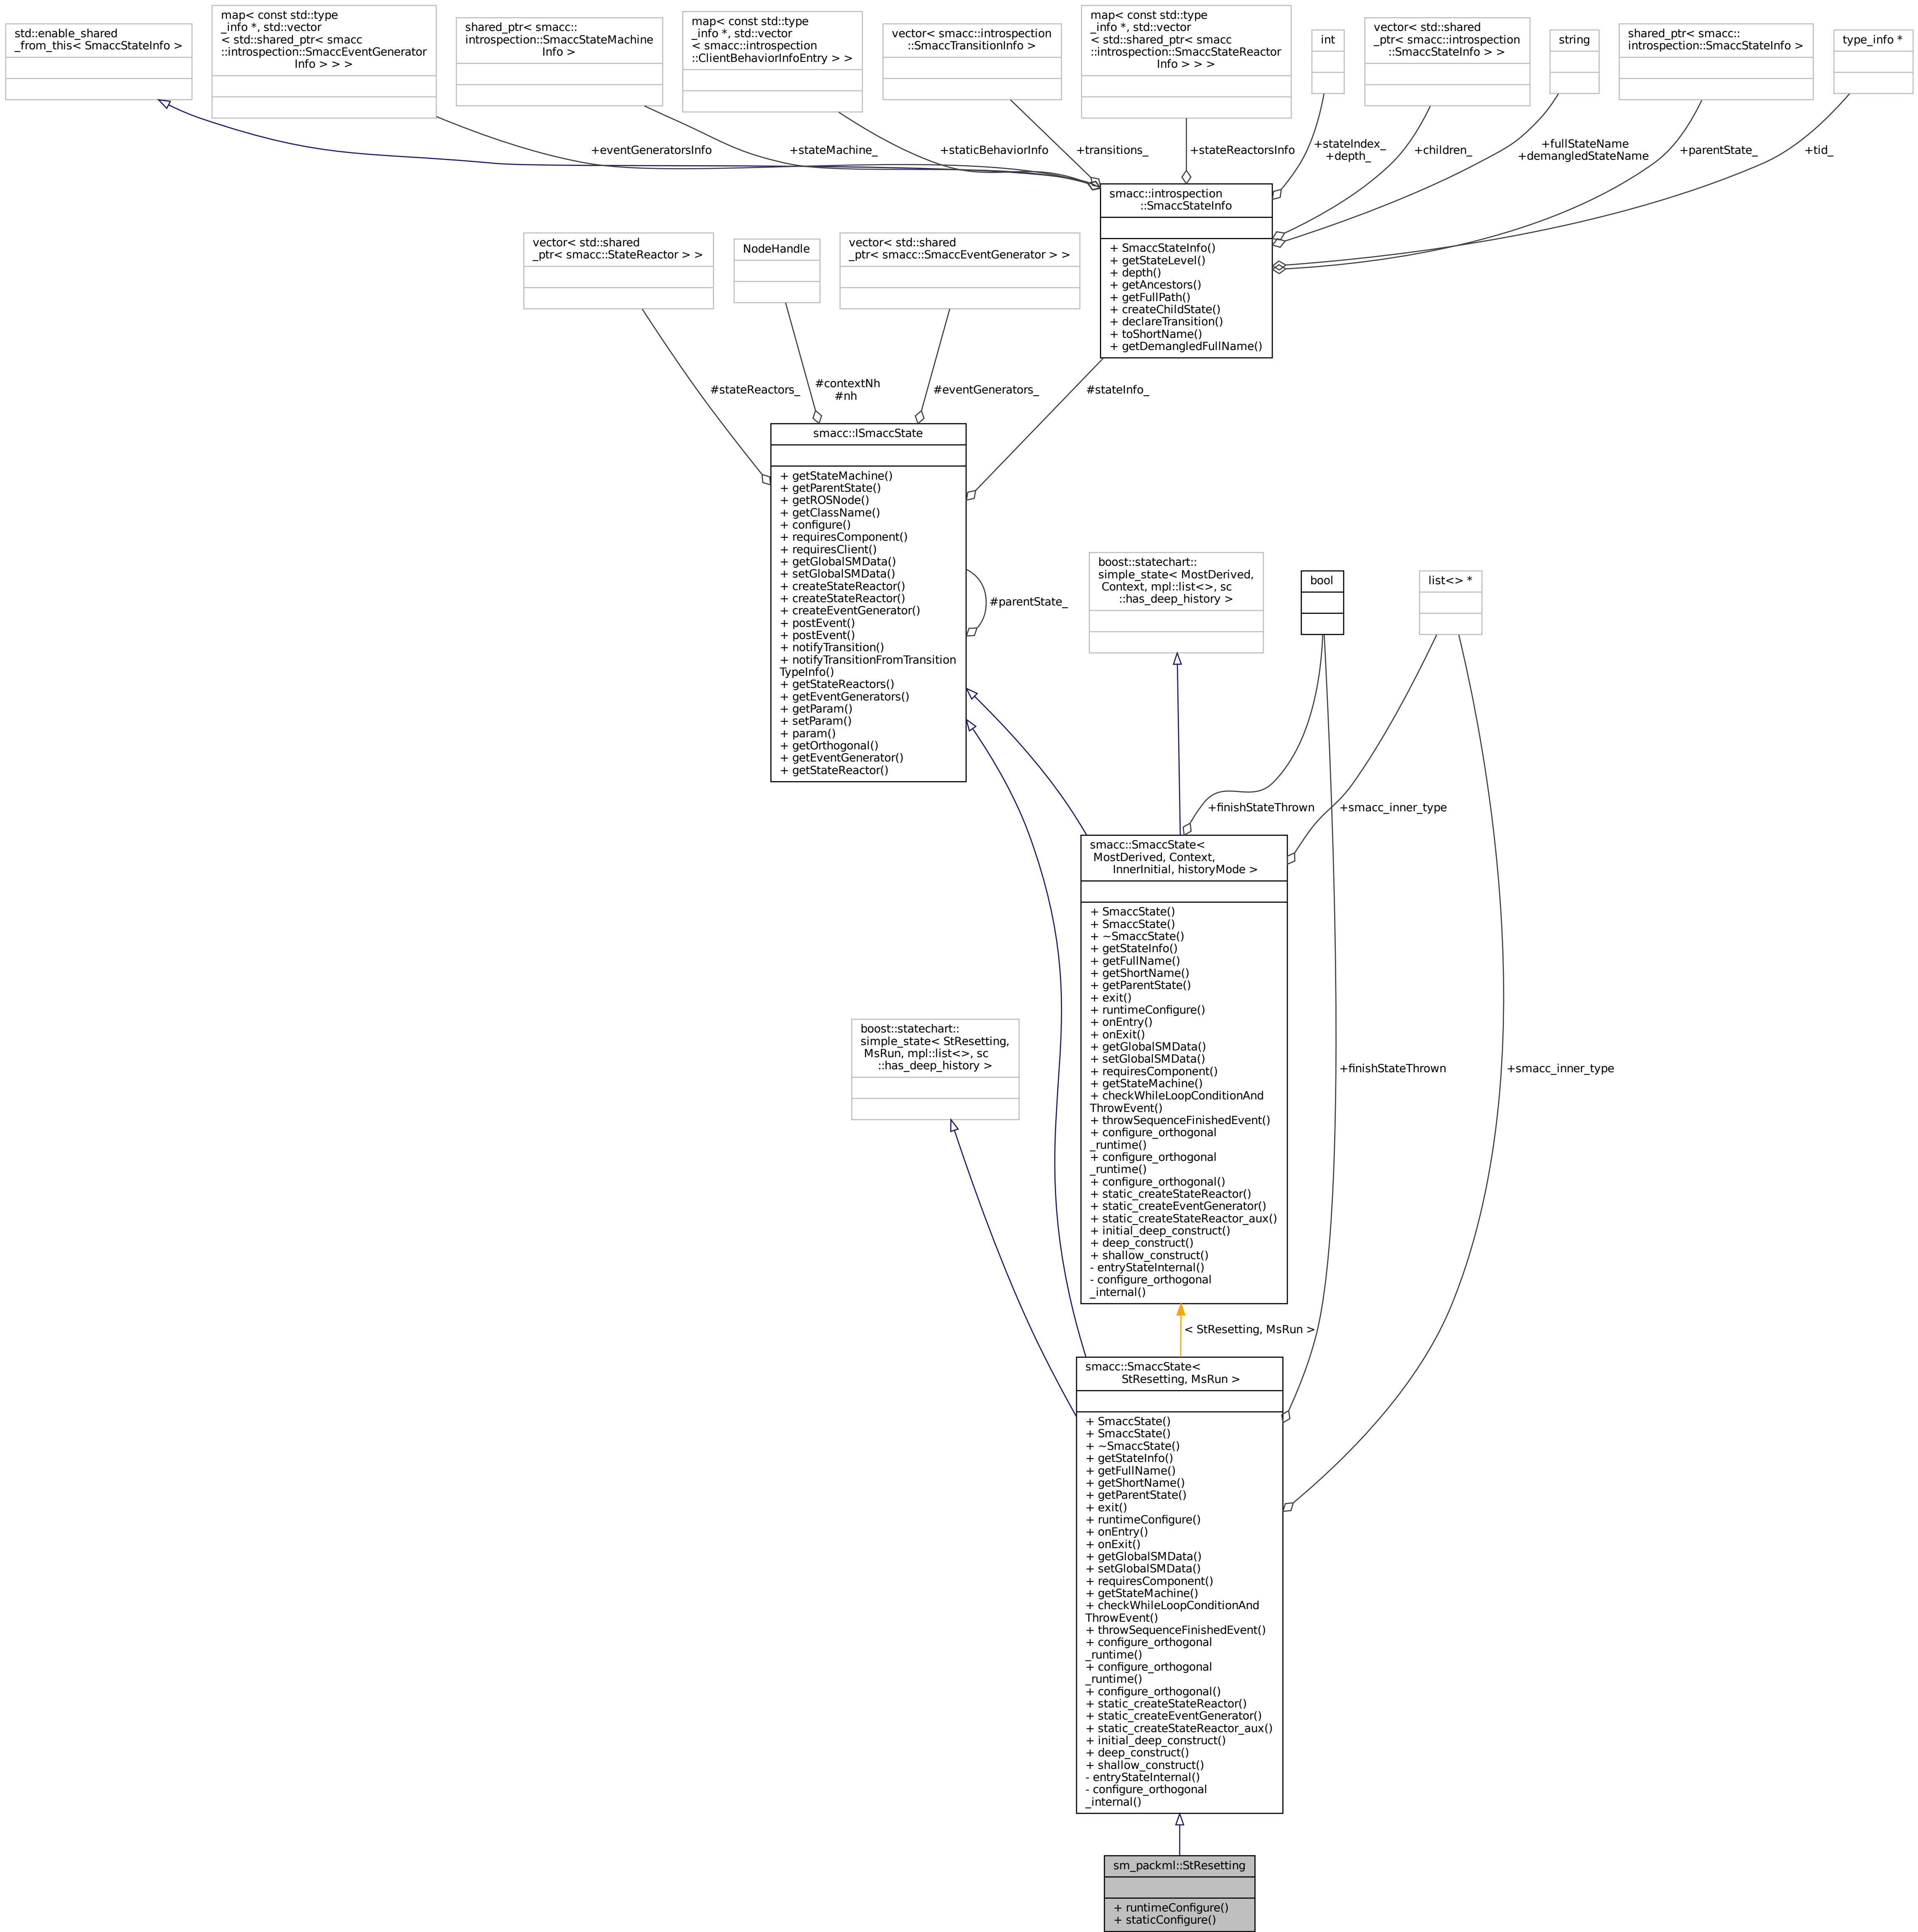 std::enable_shared
_from_this< SmaccStateInfo >
map< const std::type
_info *, std::vector
< std::shared_ptr< smacc
::introspection::SmaccEventGenerator
Info > > >
shared_ptr< smacc::
introspection::SmaccStateMachine
Info >
map< const std::type
_info *, std::vector
< smacc::introspection
::ClientBehaviorInfoEntry > >
vector< smacc::introspection
::SmaccTransitionInfo >
map< const std::type
_info *, std::vector
< std::shared_ptr< smacc
::introspection::SmaccStateReactor
Info > > >
int
vector< std::shared
_ptr< smacc::introspection
::SmaccStateInfo > >
string
shared_ptr< smacc::
introspection::SmaccStateInfo >
type_info *
+eventGeneratorsInfo
+stateMachine_
+staticBehaviorInfo
+transitions_
+stateReactorsInfo
+stateIndex_
+depth_
+children_
+fullStateName
+demangledStateName
+parentState_
+tid_
smacc::introspection
::SmaccStateInfo
+ SmaccStateInfo()
+ getStateLevel()
+ depth()
+ getAncestors()
+ getFullPath()
+ createChildState()
+ declareTransition()
+ toShortName()
+ getDemangledFullName()
vector< std::shared
_ptr< smacc::StateReactor > >
NodeHandle
vector< std::shared
_ptr< smacc::SmaccEventGenerator > >
#stateReactors_
#contextNh
#nh
#eventGenerators_
#stateInfo_
smacc::ISmaccState
+ getStateMachine()
+ getParentState()
+ getROSNode()
+ getClassName()
+ configure()
+ requiresComponent()
+ requiresClient()
+ getGlobalSMData()
+ setGlobalSMData()
+ createStateReactor()
+ createStateReactor()
+ createEventGenerator()
+ postEvent()
+ postEvent()
+ notifyTransition()
+ notifyTransitionFromTransition
TypeInfo()
+ getStateReactors()
+ getEventGenerators()
+ getParam()
+ setParam()
+ param()
+ getOrthogonal()
+ getEventGenerator()
+ getStateReactor()
#parentState_
boost::statechart::
simple_state< MostDerived,
Context, mpl::list<>, sc
::has_deep_history >
bool
list<> *
+finishStateThrown
+smacc_inner_type
smacc::SmaccState<
MostDerived, Context,
InnerInitial, historyMode >
+ SmaccState()
+ SmaccState()
+ ~SmaccState()
+ getStateInfo()
+ getFullName()
+ getShortName()
+ getParentState()
+ exit()
+ runtimeConfigure()
+ onEntry()
+ onExit()
+ getGlobalSMData()
+ setGlobalSMData()
+ requiresComponent()
+ getStateMachine()
+ checkWhileLoopConditionAnd
ThrowEvent()
+ throwSequenceFinishedEvent()
+ configure_orthogonal
_runtime()
+ configure_orthogonal
_runtime()
+ configure_orthogonal()
+ static_createStateReactor()
+ static_createEventGenerator()
+ static_createStateReactor_aux()
+ initial_deep_construct()
+ deep_construct()
+ shallow_construct()
- entryStateInternal()
- configure_orthogonal
_internal()
boost::statechart::
simple_state< StResetting,
MsRun, mpl::list<>, sc
::has_deep_history >
+finishStateThrown
+smacc_inner_type
< StResetting, MsRun >
smacc::SmaccState<
StResetting, MsRun >
+ SmaccState()
+ SmaccState()
+ ~SmaccState()
+ getStateInfo()
+ getFullName()
+ getShortName()
+ getParentState()
+ exit()
+ runtimeConfigure()
+ onEntry()
+ onExit()
+ getGlobalSMData()
+ setGlobalSMData()
+ requiresComponent()
+ getStateMachine()
+ checkWhileLoopConditionAnd
ThrowEvent()
+ throwSequenceFinishedEvent()
+ configure_orthogonal
_runtime()
+ configure_orthogonal
_runtime()
+ configure_orthogonal()
+ static_createStateReactor()
+ static_createEventGenerator()
+ static_createStateReactor_aux()
+ initial_deep_construct()
+ deep_construct()
+ shallow_construct()
- entryStateInternal()
- configure_orthogonal
_internal()
sm_packml::StResetting
+ runtimeConfigure()
+ staticConfigure()